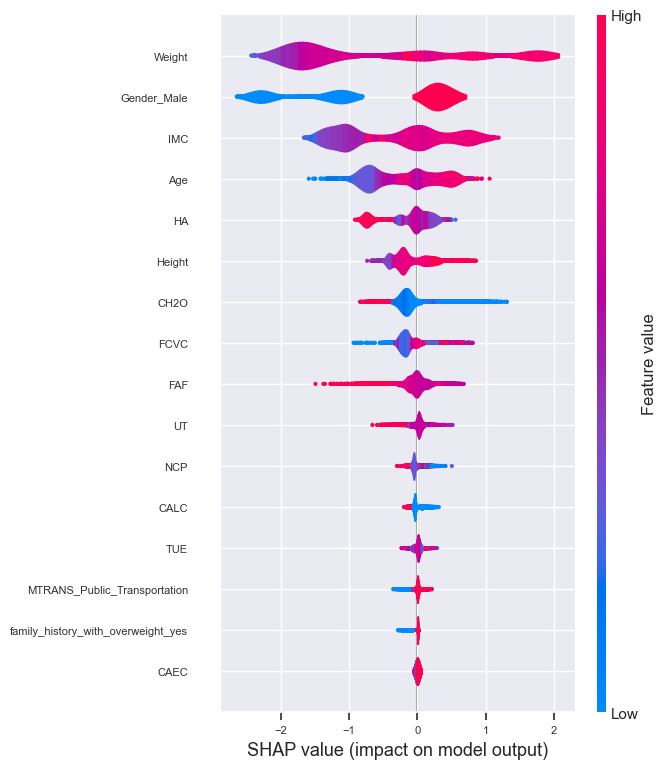 High
Weight
Gender_Male
IMC
Age
HA
Height
CH2O
FCVC
FAF
UT
NCP
CALC
TUE
MTRANS_Public_Transportation
family_history_with_overweight_yes
CAEC
Feature value
Low
−2 −1 0 1 2
SHAP value (impact on model output)